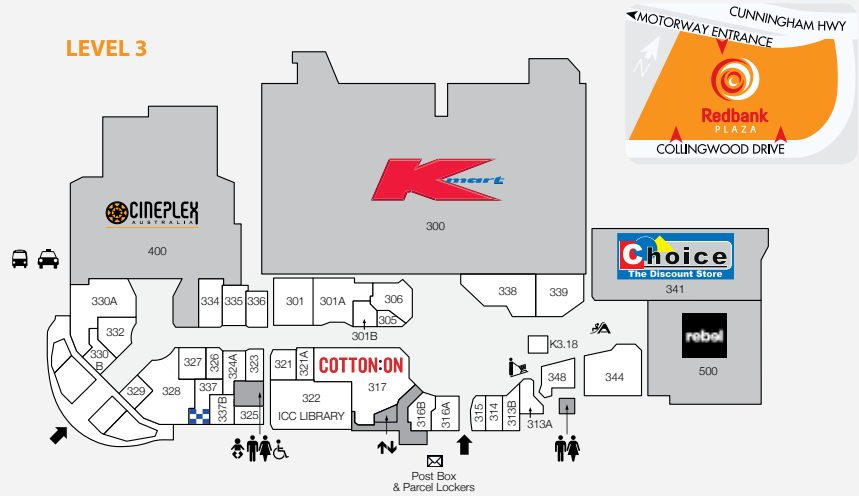 LEVEL 3
CUNNINGHAM HWY
MOTORWAY ENTRANCE
N
Redbank
PLAZA
COLLINGWOOD DRIVE
CINEPLEX
AUSTRALIA
400
Kmart
300
Choice
The Discount Store
341
rebel
500
330A
332
330
B
334
335
336
301
301A
306
305
301B
338
339
K3.18
348
344
329
328
327
326
324A
323
337
337B
325
321
321A
COTTON:ON
317
322
ICC LIBRARY
316B
316A
315
314
313B
313A
Post Box
& Parcel Lockers